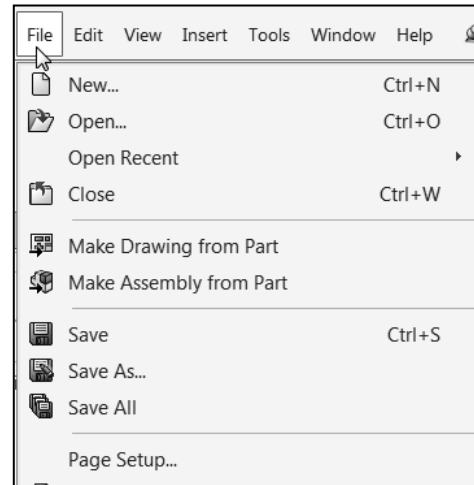 File Edit View Insert Tools Window Help
New... Ctrl+N
Open... Ctrl+O
Open Recent
Close Ctrl+W
Make Drawing from Part
Make Assembly from Part
Save Ctrl+S
Save As...
Save All
Page Setup...